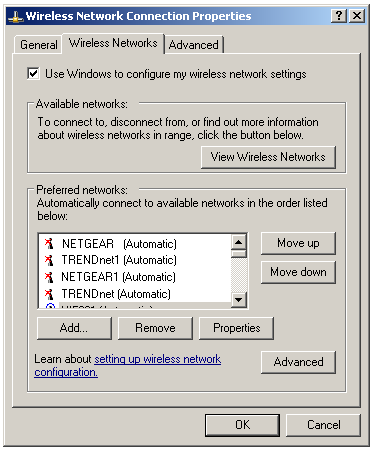 Wireless Network Connection Properties
General
Wireless Networks
Advanced
Use Windows to configure my wireless network settings
Available networks:
To connect to, disconnect from, or find out more information
about wireless networks in range, click the button below.
View Wireless Networks
Preferred networks:
Automatically connect to available networks in the order listed
below:
NETGEAR (Automatic)
TRENDnet1 (Automatic)
NETGEAR1 (Automatic)
TRENDnet (Automatic)
Move up
Move down
Add...
Remove
Properties
Learn about setting up wireless network
configuration.
Advanced
OK
Cancel